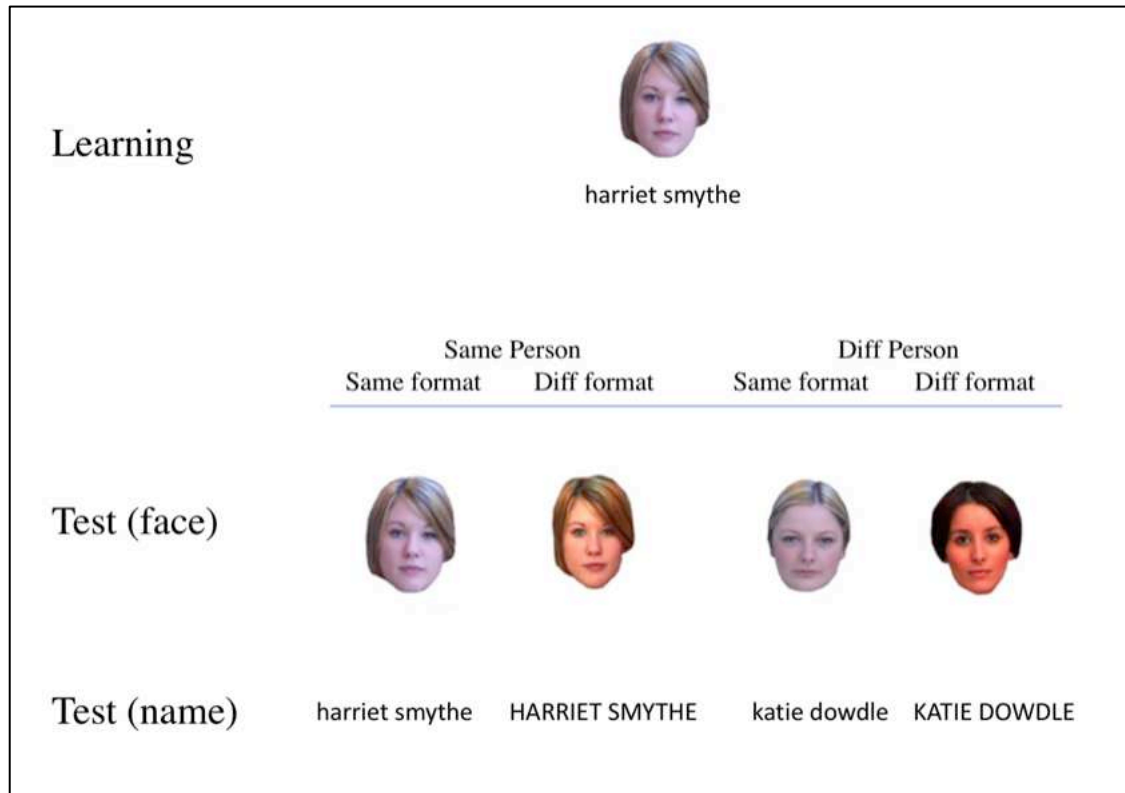 Learning
harriet smythe
Same Person Diff Person
Same format Diff format Same format Diff format
Test (face)
Test (name) harriet smythe HARRIET SMYTHE katie dowdle KATIE DOWDLE